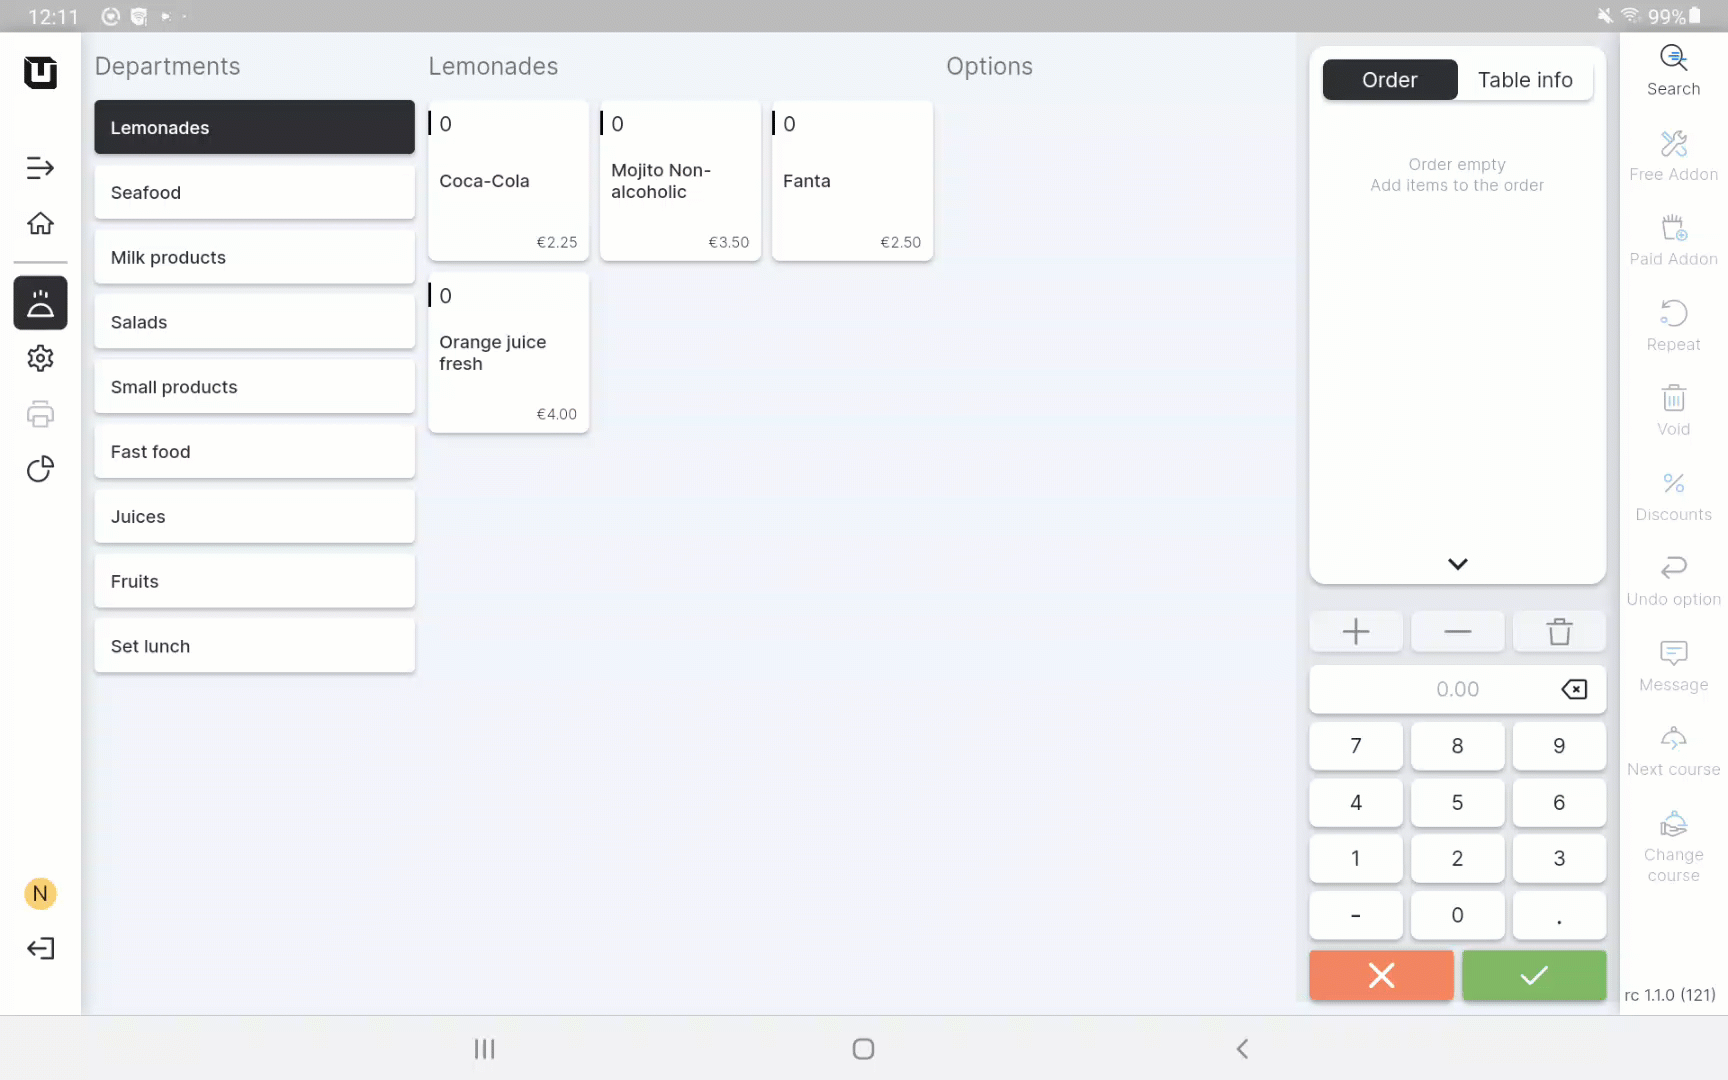 12:11
99%
Departments
Lemonades
Seafood
Milk products
Salads
Small products
Fast food
Juices
Fruits
Set lunch
N
Lemonades
0
Coca-Cola
€2.25
0
Mojito Non-
alcoholic
€3.50
0
Fanta
€2.50
0
Orange juice
fresh
€4.00
Options
Order
Table info
Order empty
Add items to the order
0.00
7 8 9
4 5 6
1 2 3
- 0 .
Search
Free Addon
Paid Addon
Repeat
Void
Discounts
Undo option
Message
Next course
Change
course
rc 1.1.0 (121)